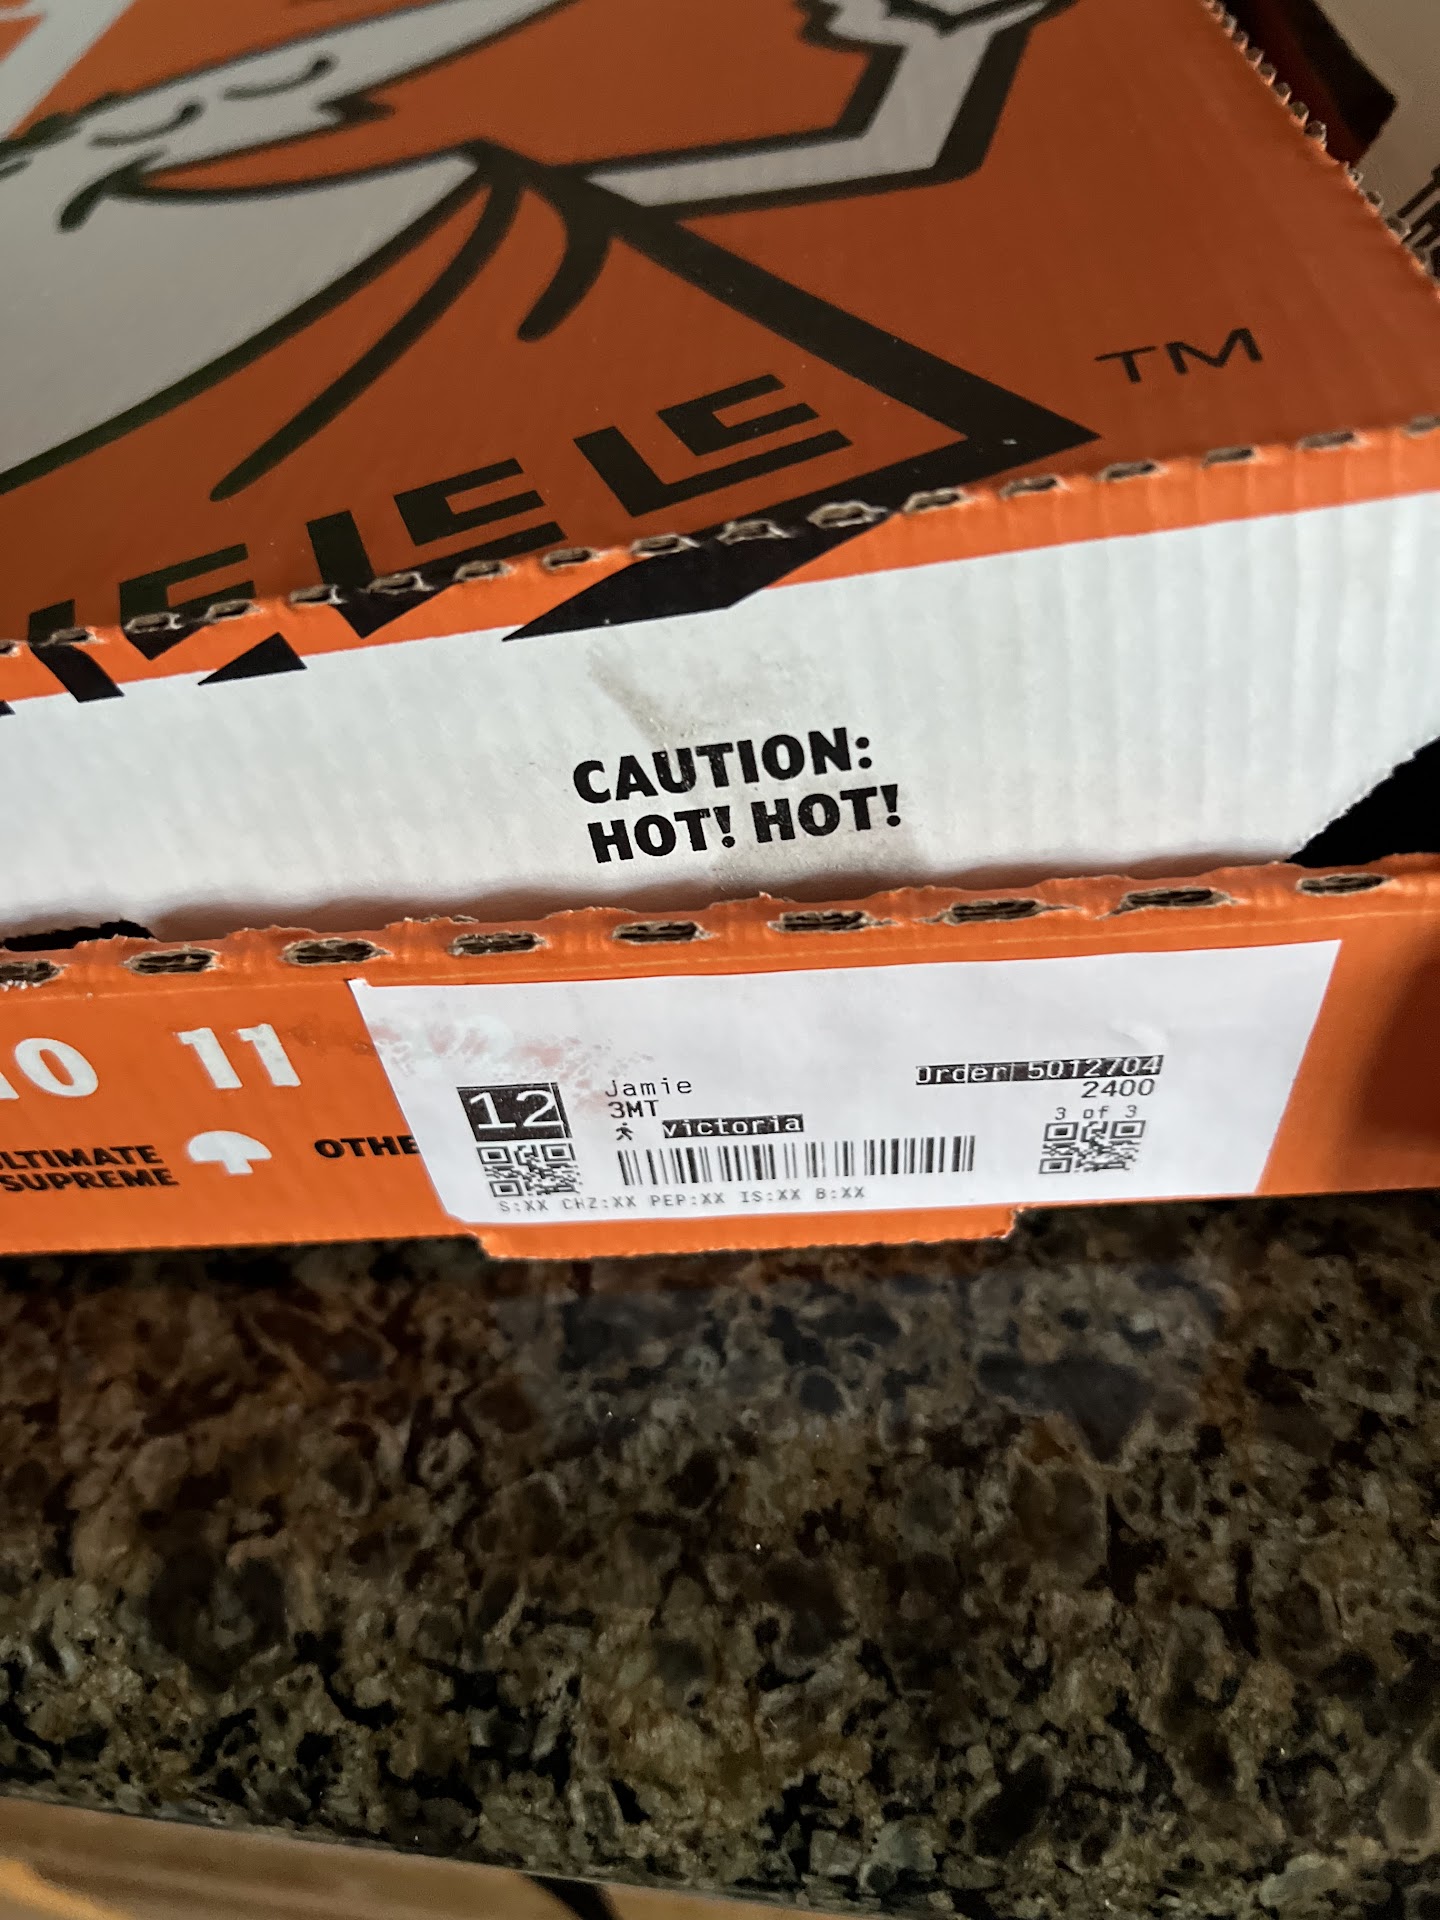 TM
CAUTION:
HOT! HOT!
10 11
ULTIMATE
SUPREME
OTHE
12
Jamie
3MT
victoria
Order 5012704
2400
3 of 3
S:XX CHZ:XX PEP:XX IS:XX B:XX